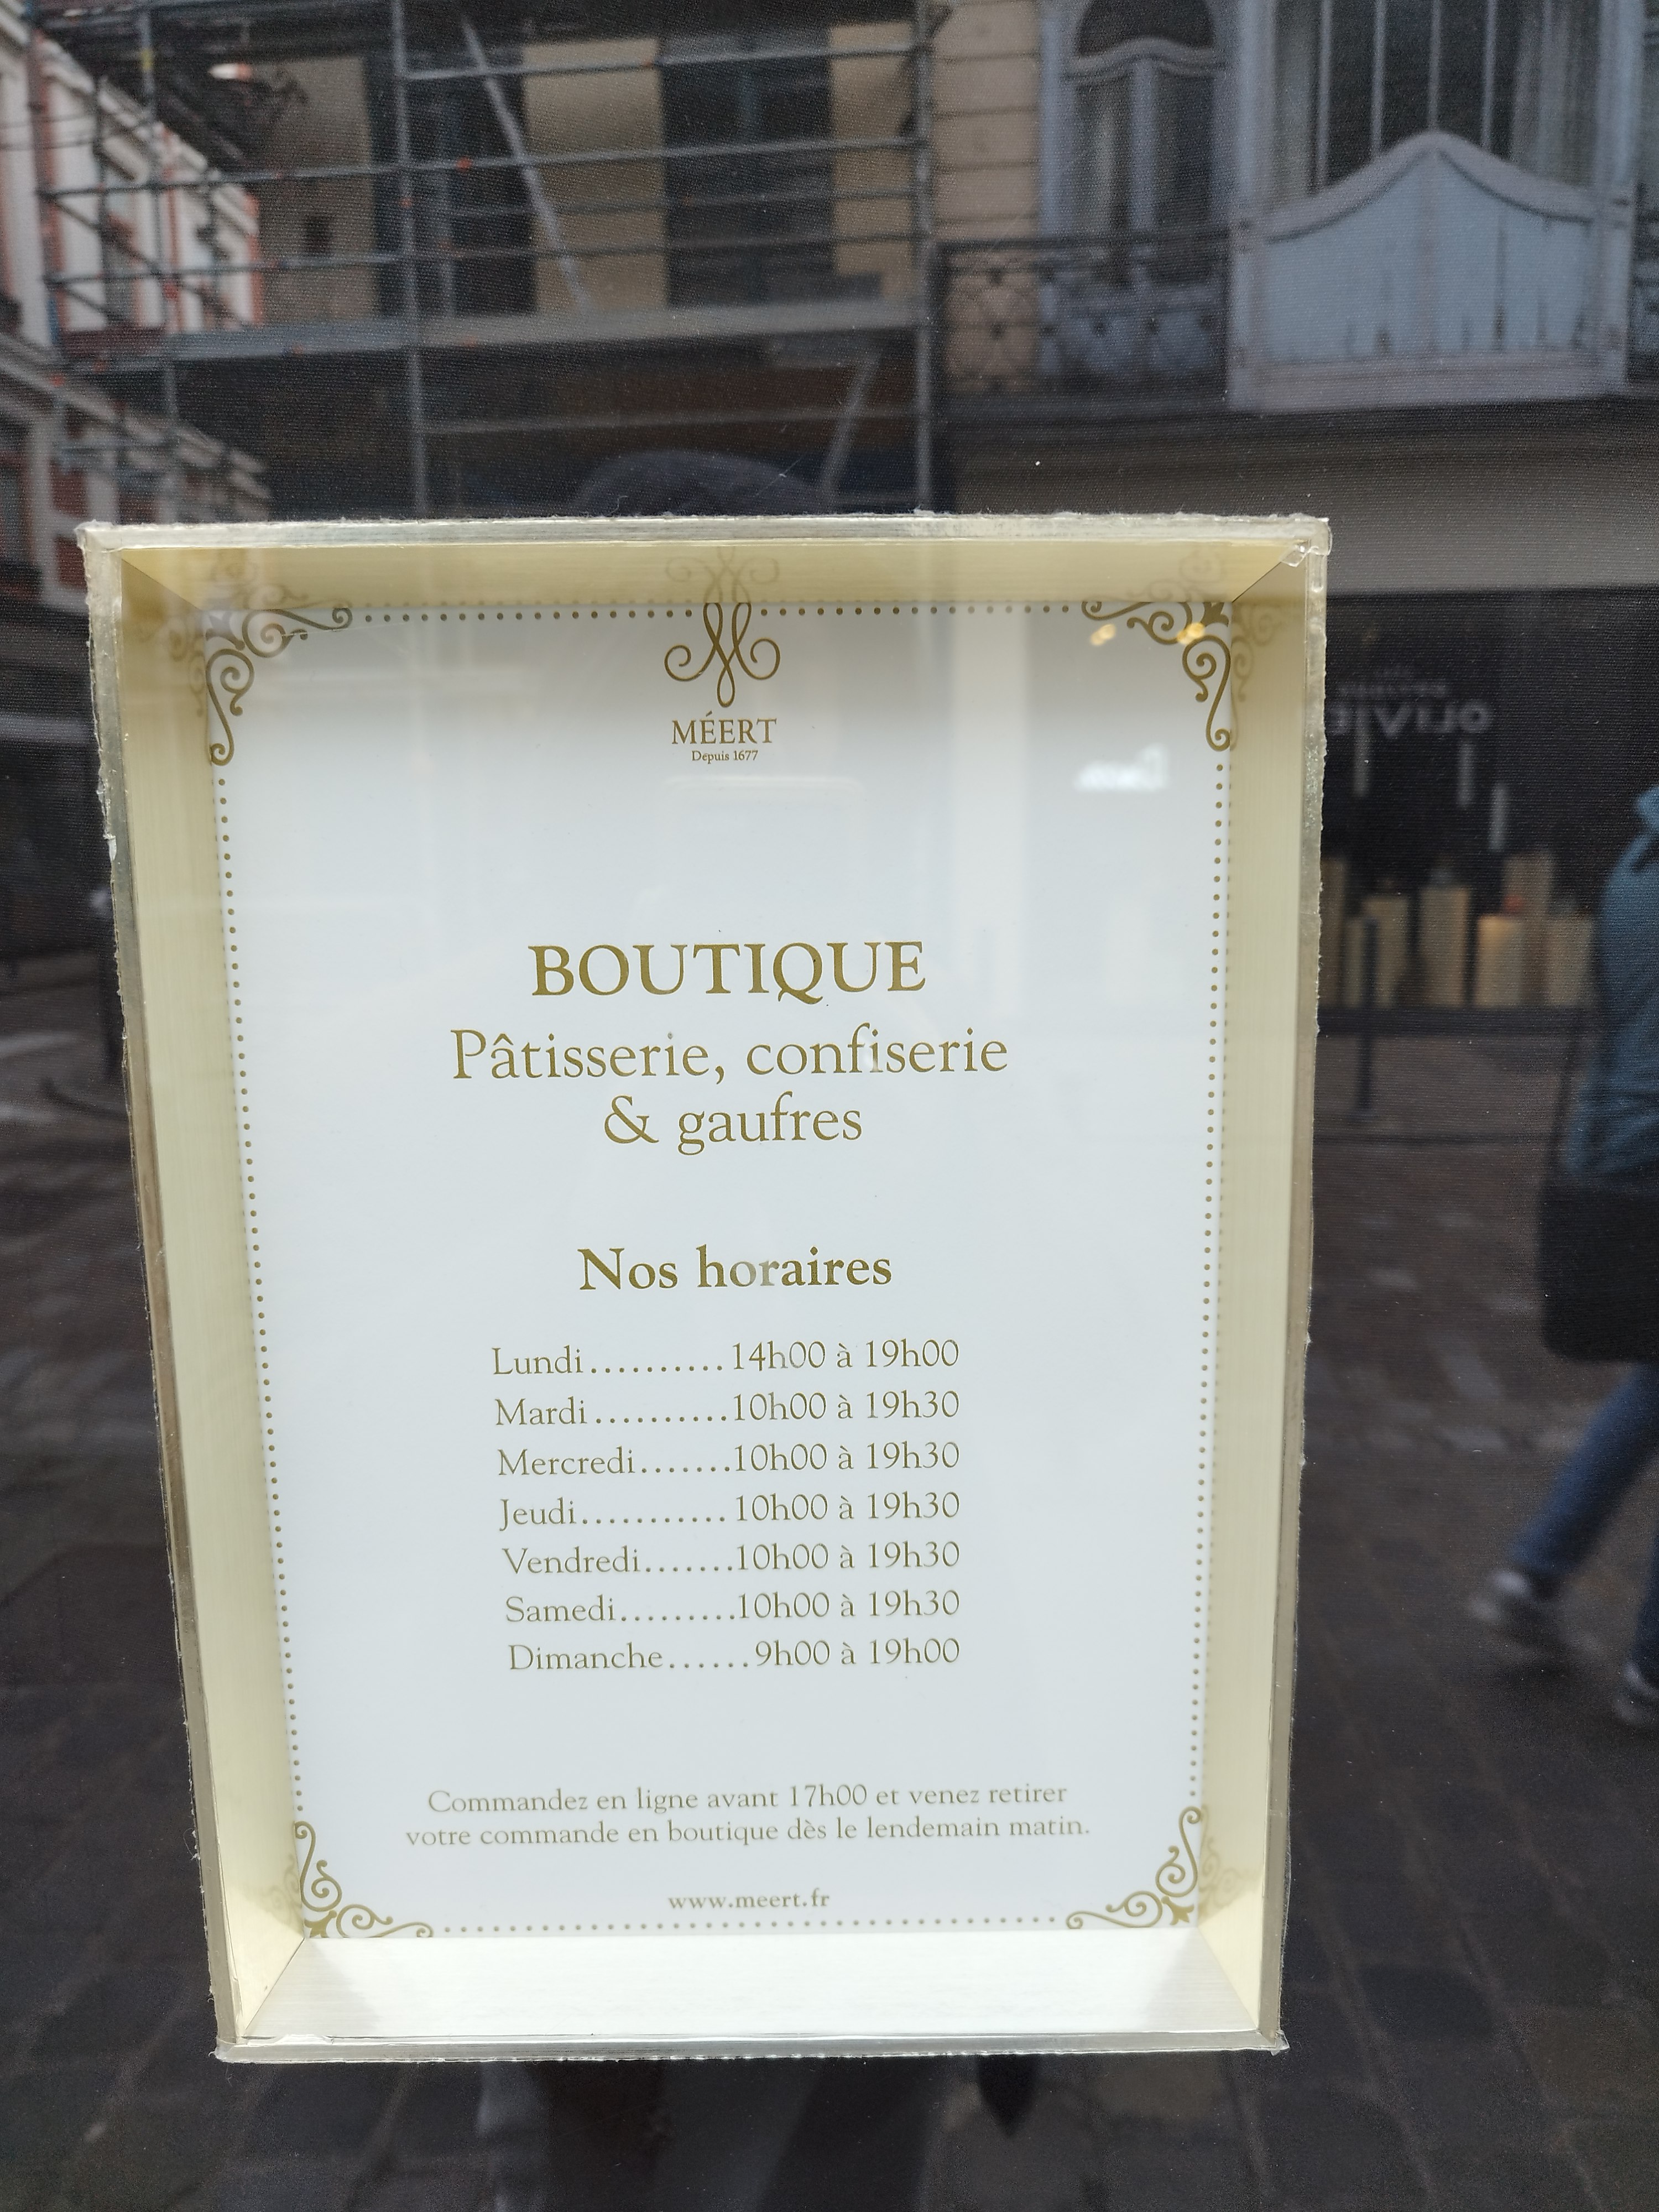 MÉERT
Depuis 1677
BOUTIQUE
Pâtisserie, confiserie
& gaufres
Nos horaires
Lundi..........14h00 à 19h00
Mardi..........10h00 à 19h30
Mercredi.......10h00 à 19h30
Jeudi...........10h00 à 19h30
Vendredi.......10h00 à 19h30
Samedi.........10h00 à 19h30
Dimanche......9h00 à 19h00
Commandez en ligne avant 17h00 et venez retirer
votre commande en boutique dès le lendemain matin.
www.meert.fr